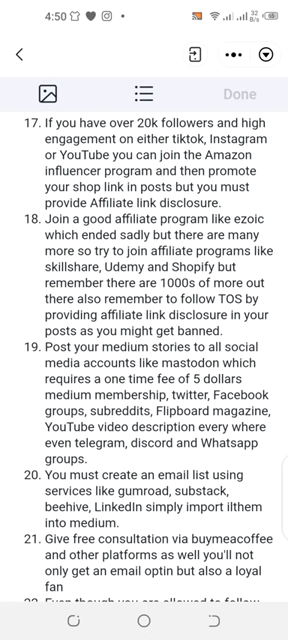 4:50
32
B/s
Done
17. If you have over 20k followers and high
engagement on either tiktok, Instagram
or YouTube you can join the Amazon
influencer program and then promote
your shop link in posts but you must
provide Affiliate link disclosure.
18. Join a good affiliate program like ezoic
which ended sadly but there are many
more so try to join affiliate programs like
skillshare, Udemy and Shopify but
remember there are 1000s of more out
there also remember to follow TOS by
providing affiliate link disclosure in your
posts as you might get banned.
19. Post your medium stories to all social
media accounts like mastodon which
requires a one time fee of 5 dollars
medium membership, twitter, Facebook
groups, subreddits, Flipboard magazine,
YouTube video description every where
even telegram, discord and Whatsapp
groups.
20. You must create an email list using
services like gumroad, substack,
beehive, LinkedIn simply import ilthem
into medium.
21. Give free consultation via buymeacoffee
and other platforms as well you'll not
only get an email optin but also a loyal
fan
22. Even though you are allowed to follow